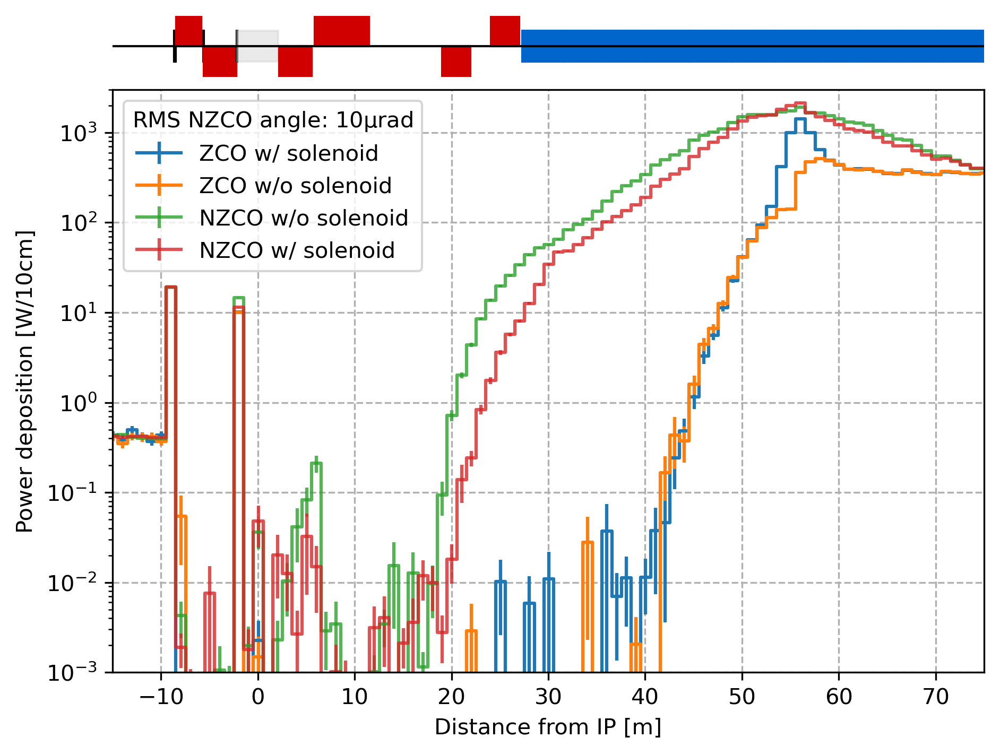 RMS NZCO angle: 10μrad
ZCO w/ solenoid
ZCO w/o solenoid
NZCO w/o solenoid
NZCO w/ solenoid
Power deposition [W/10cm]
10³
10²
10¹
10⁰
10⁻¹
10⁻²
10⁻³
−10 0 10 20 30 40 50 60 70
Distance from IP [m]